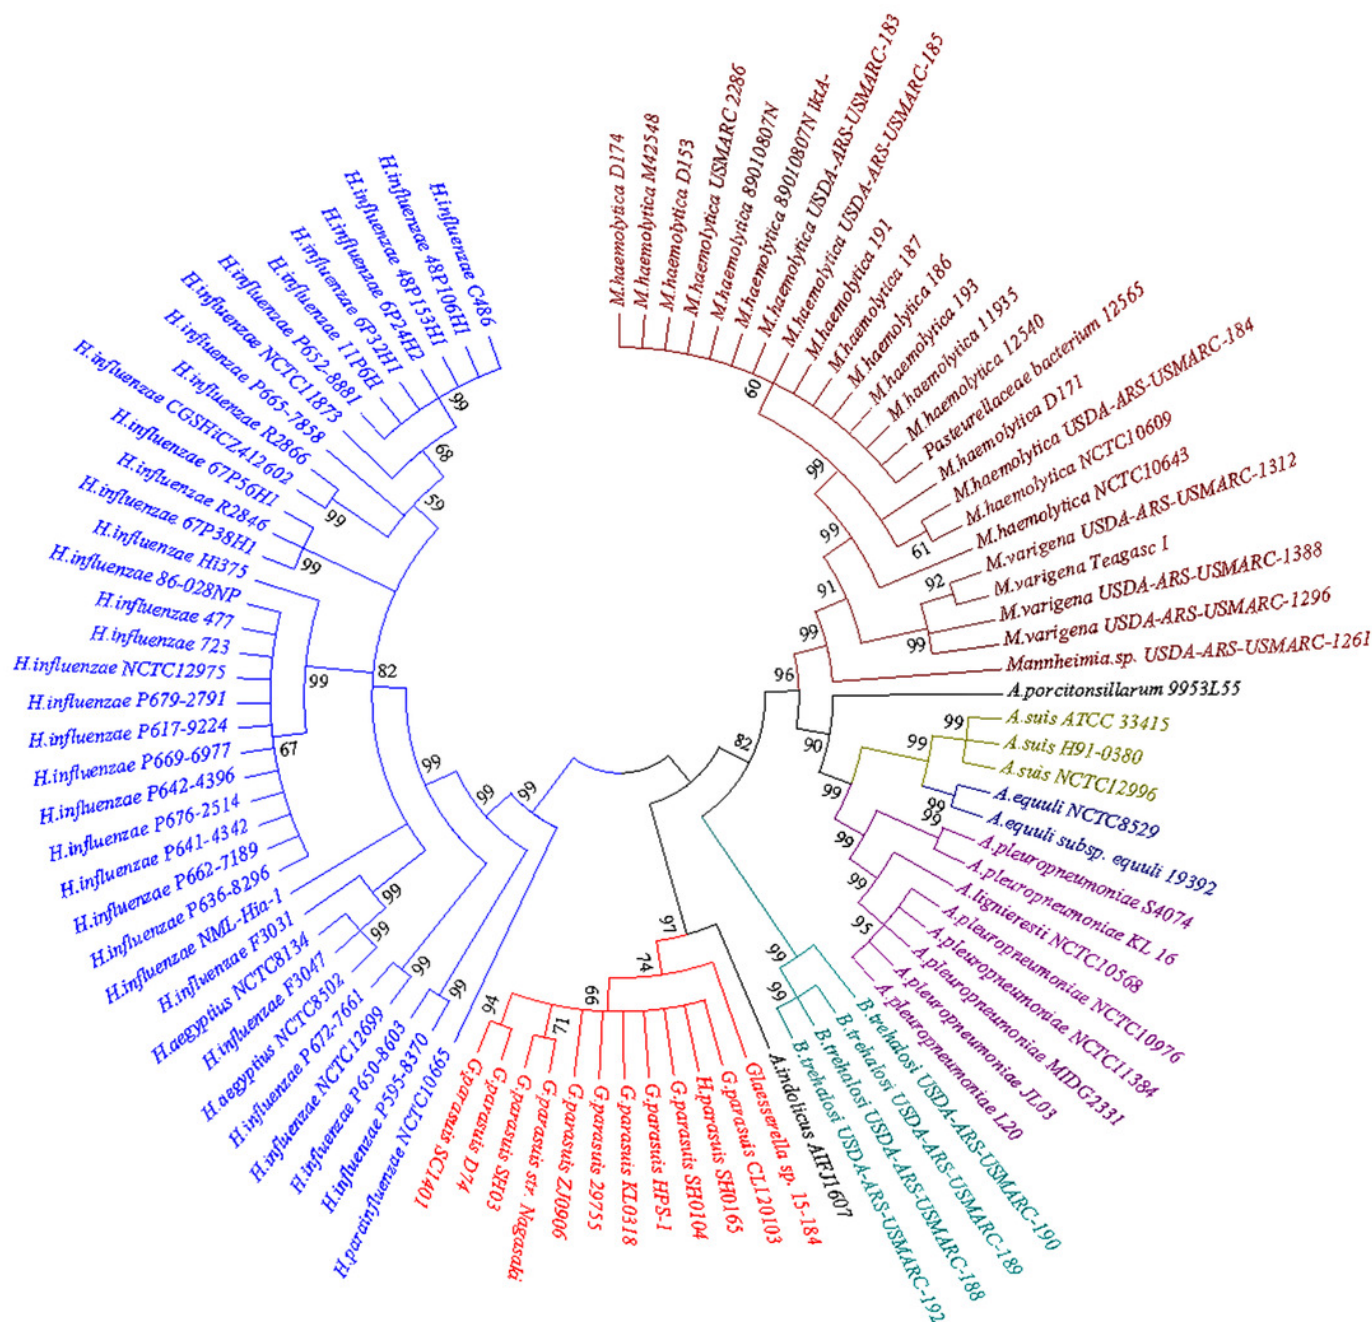 M.haemolytica D174
M.haemolytica M42548
M.haemolytica D153
M.haemolytica USMARC 2286
M.haemolytica 89010807N
M.haemolytica 89010807N lktA-
M.haemolytica USDA-ARS-USMARC-183
M.haemolytica USDA-ARS-USMARC-185
M.haemolytica 191
M.haemolytica 187
M.haemolytica 186
M.haemolytica 193
M.haemolytica 11935
M.haemolytica 12540
Pasteurellaceae bacterium 12565
M.haemolytica D171
M.haemolytica USDA-ARS-USMARC-184
M.haemolytica NCTC10609
M.haemolytica NCTC10643
M.varigena USDA-ARS-USMARC-1312
M.varigena Teagasc 1
M.varigena USDA-ARS-USMARC-1388
M.varigena USDA-ARS-USMARC-1296
Mannheimia.sp. USDA-ARS-USMARC-1261
A.porcitonsillarum 9953L55
A.suis ATCC 33415
A.suis H91-0380
A.suis NCTC12996
A.equuli NCTC8529
A.equuli subsp. equuli 19392
A.pleuropneumoniae S4074
A.pleuropneumoniae KL 16
A.lignieresii NCTC10568
A.pleuropneumoniae NCTC10976
A.pleuropneumoniae NCTC11384
A.pleuropneumoniae MIDG2331
A.pleuropneumoniae JL03
A.pleuropneumoniae L20
B.trehalosi USDA-ARS-USMARC-190
B.trehalosi USDA-ARS-USMARC-189
B.trehalosi USDA-ARS-USMARC-188
B.trehalosi USDA-ARS-USMARC-192
A.indolicus AIFJ1607
Glaesserella sp. 15-184
G.parasuis CL120103
H.parasuis SH0165
G.parasuis SH0104
G.parasuis HPS-1
G.parasuis KL0318
G.parasuis 29755
G.parasuis ZJ0906
G.parasuis str. Nagasaki
G.parasuis SH03
G.parasuis D74
G.parasuis SC1401
H.parainfluenzae NCTC10665
H.influenzae P595-8370
H.influenzae P650-8603
H.influenzae NCTC12699
H.influenzae P672-7661
H.aegyptius NCTC8502
H.influenzae F3047
H.aegyptius NCTC8134
H.influenzae F3031
H.influenzae NML-Hia-1
H.influenzae P636-8296
H.influenzae P662-7189
H.influenzae P641-4342
H.influenzae P676-2514
H.influenzae P642-4396
H.influenzae P669-6977
H.influenzae P617-9224
H.influenzae P679-2791
H.influenzae NCTC12975
H.influenzae 723
H.influenzae 477
H.influenzae 86-028NP
H.influenzae Hi375
H.influenzae 67P38H1
H.influenzae R2846
H.influenzae 67P56H1
H.influenzae CGSHiCZ412602
H.influenzae R2866
H.influenzae P665-7858
H.influenzae NCTC11873
H.influenzae P652-8881
H.influenzae 11P6H
H.influenzae 6P32H1
H.influenzae 6P24H2
H.influenzae 48P153H1
H.influenzae 48P106H1
H.influenzae C486
60
99
61
99
91
92
99
99
96
90
99
99
99
99
99
99
95
82
99
99
97
74
66
71
94
99
99
99
99
99
99
99
82
99
67
99
99
59
68
99